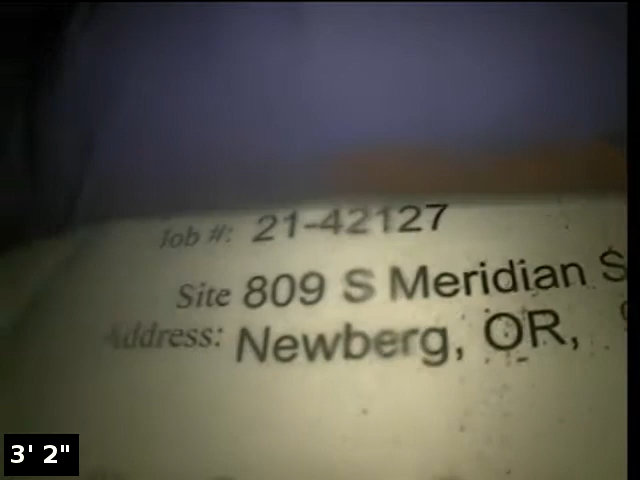 Job #: 21-42127
Site 809 S Meridian S
Address: Newberg, OR,
3' 2"